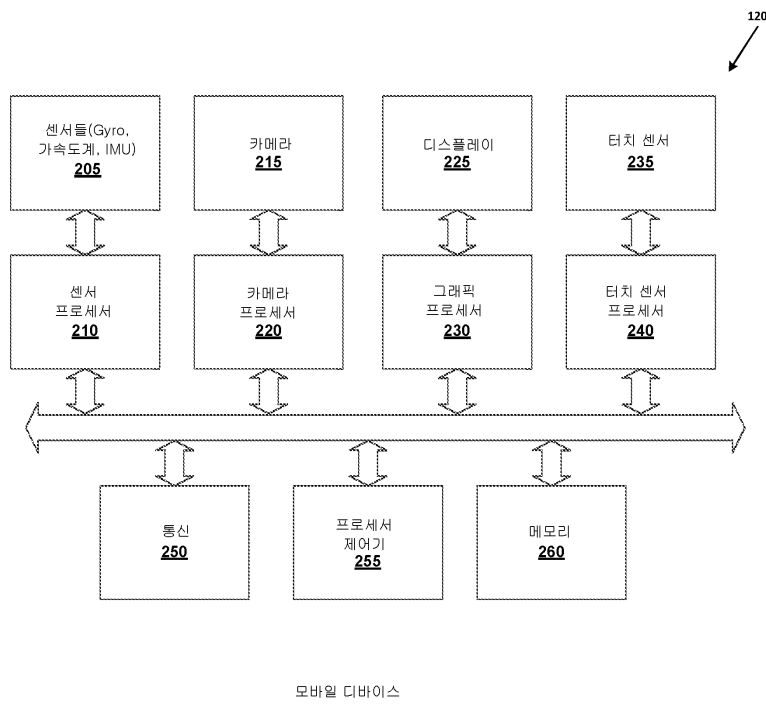 120
센서들(Gyro,
가속도계, IMU)
205
카메라
215
디스플레이
225
터치 센서
235
센서
프로세서
210
카메라
프로세서
220
그래픽
프로세서
230
터치 센서
프로세서
240
통신
250
프로세서
제어기
255
메모리
260
모바일 디바이스